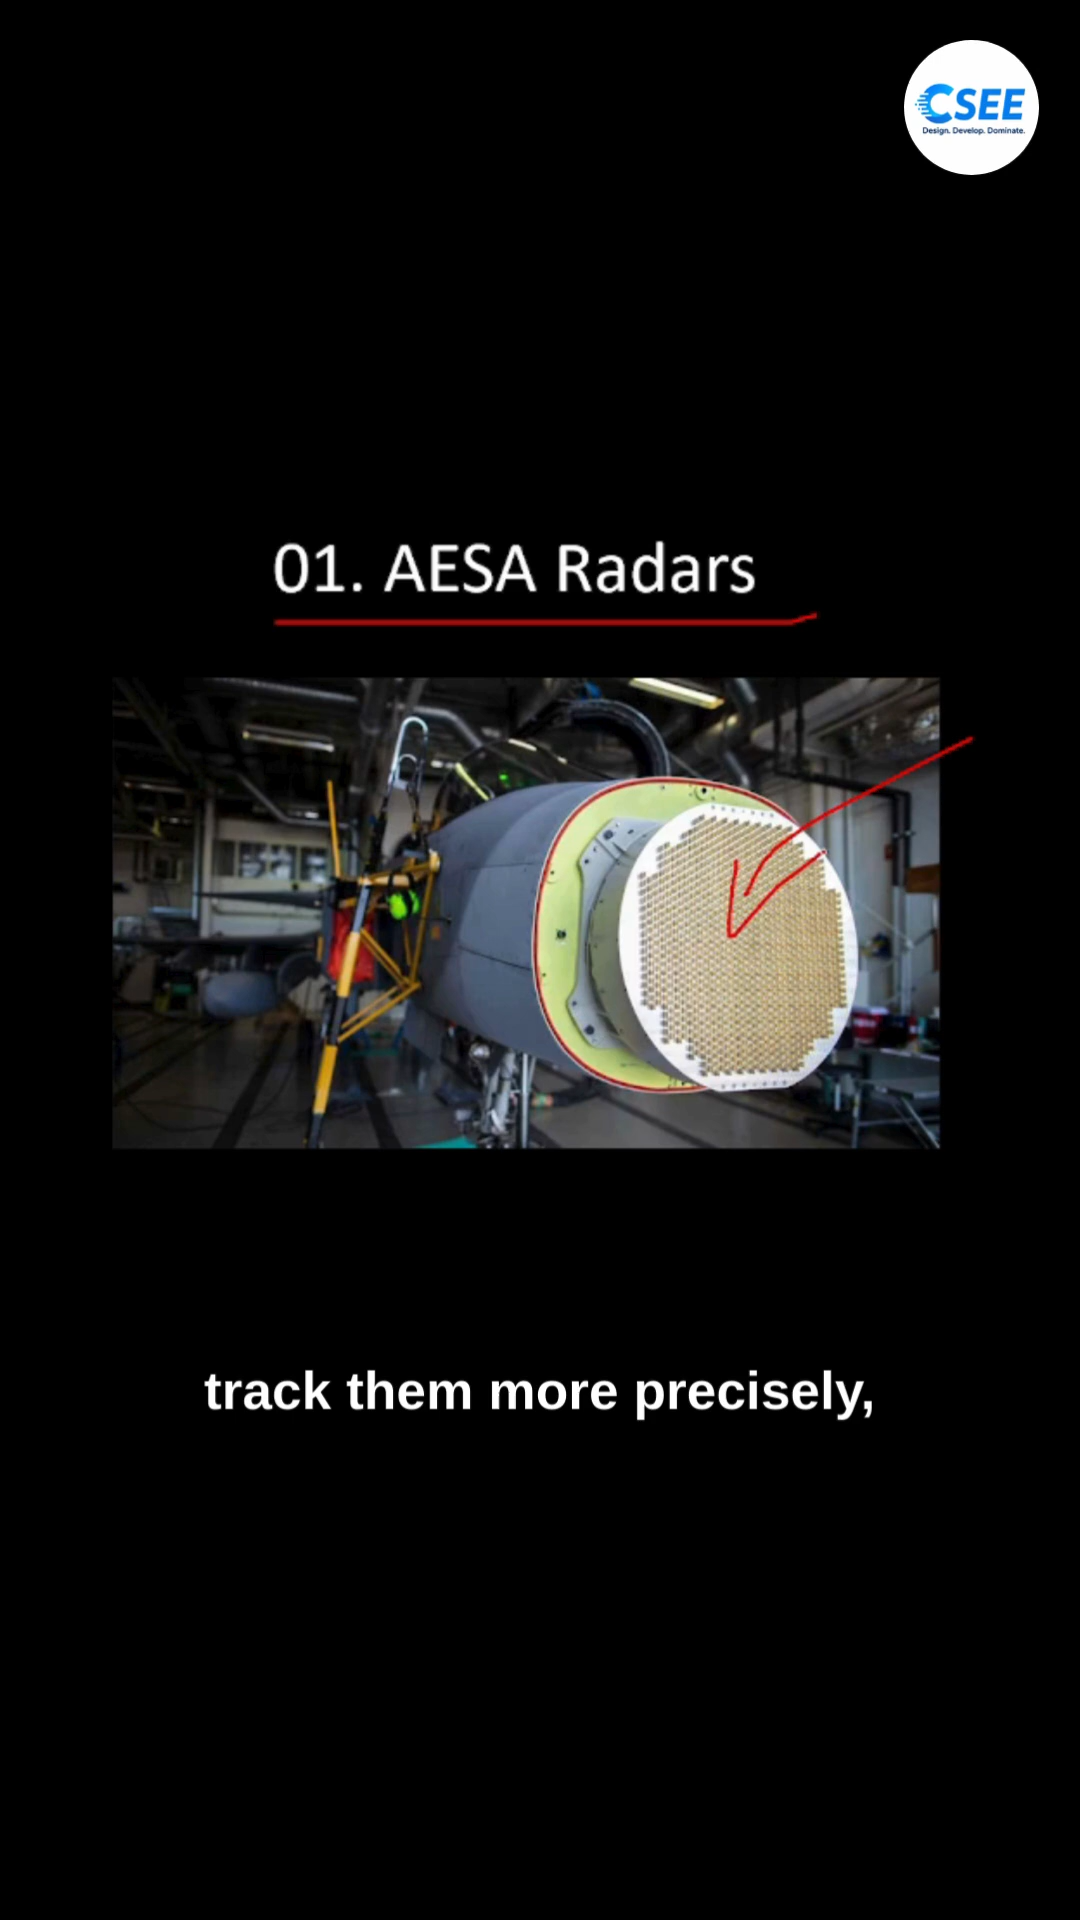 CSEE
Design. Develop. Dominate.
01. AESA Radars
track them more precisely,